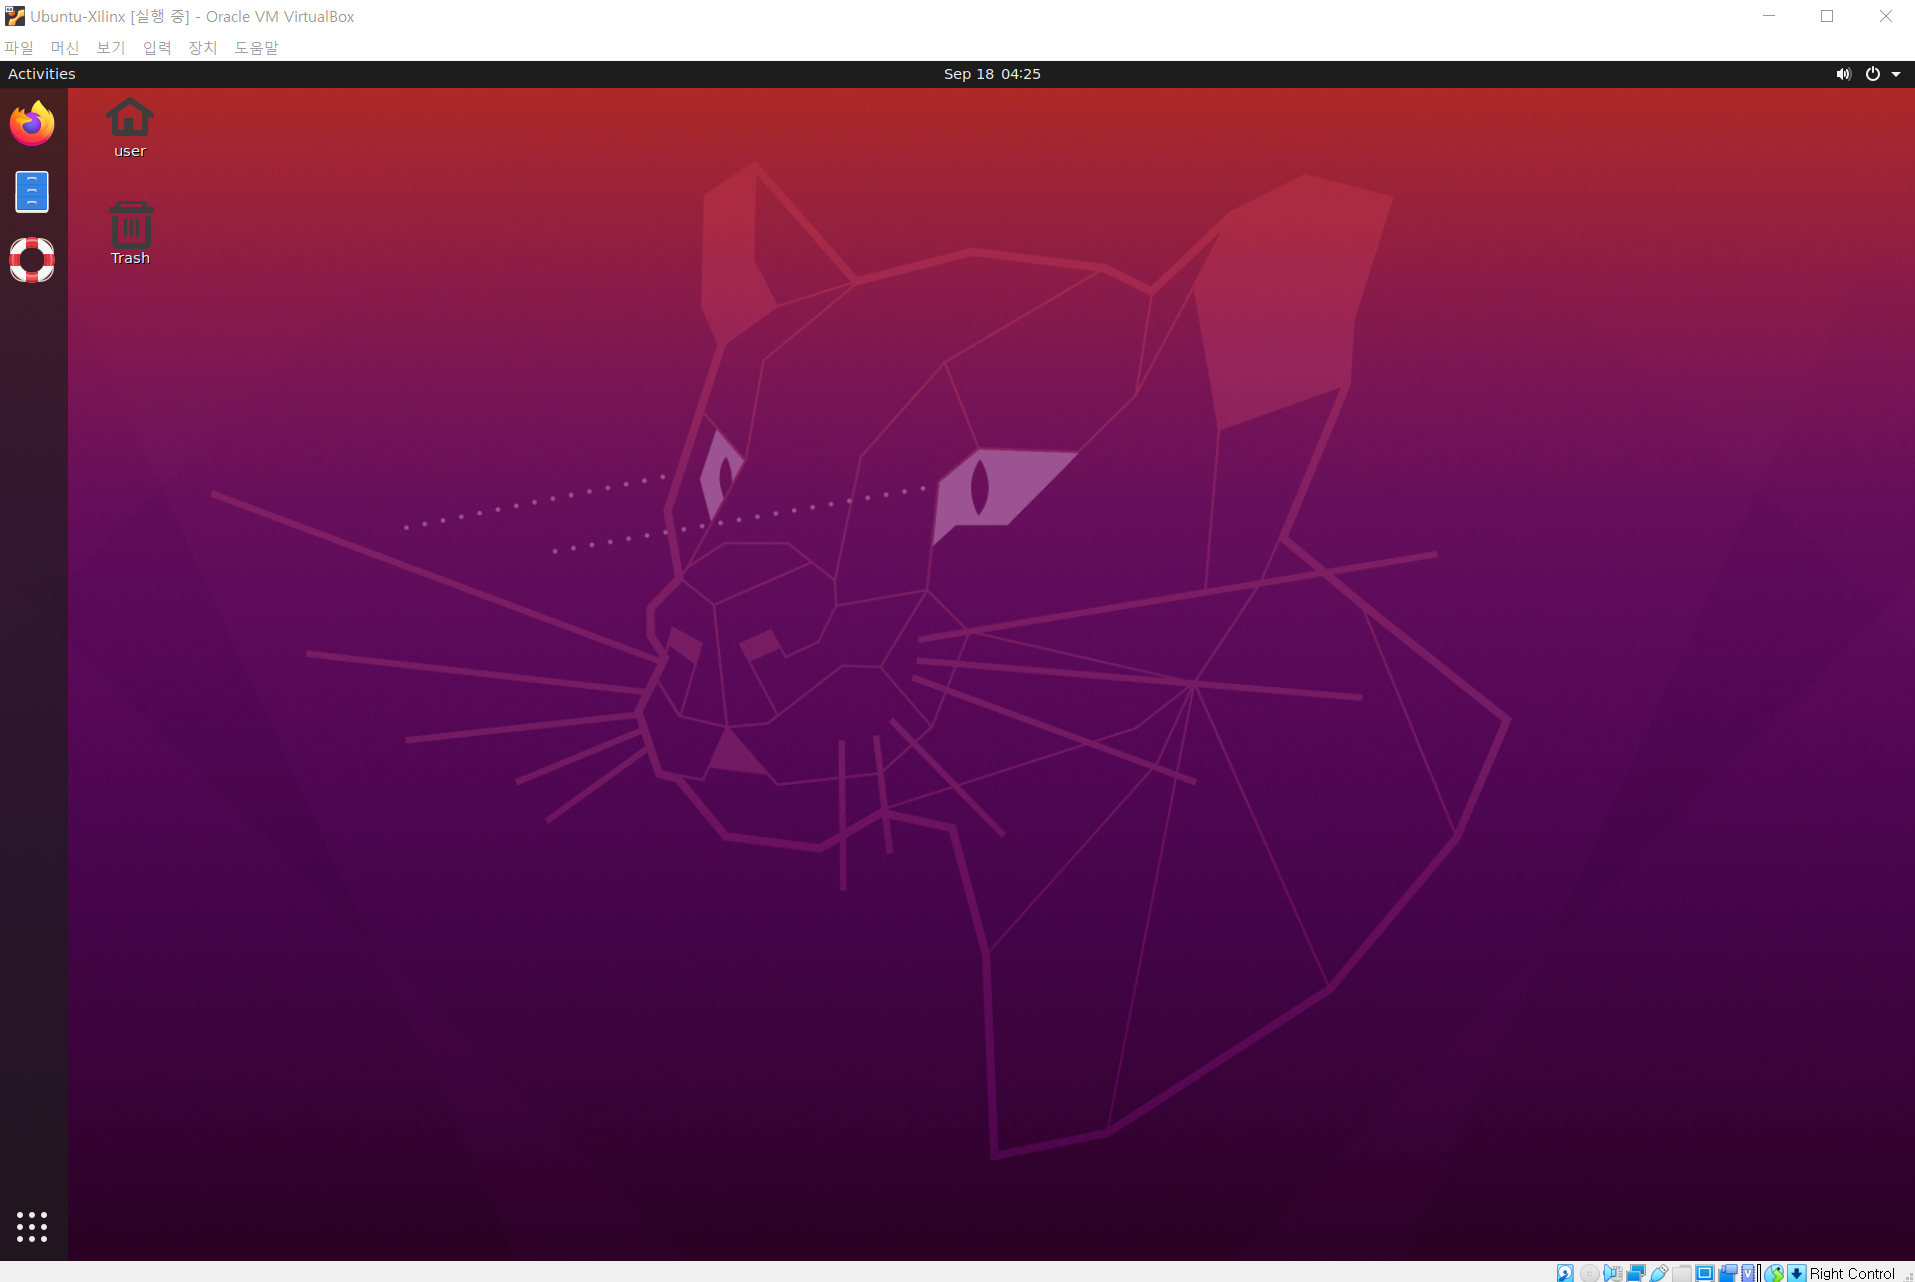 Ubuntu-Xilinx [실행 중] - Oracle VM VirtualBox
파일 머신 보기 입력 장치 도움말
Activities
Sep 18 04:25
user
Trash
Right Control